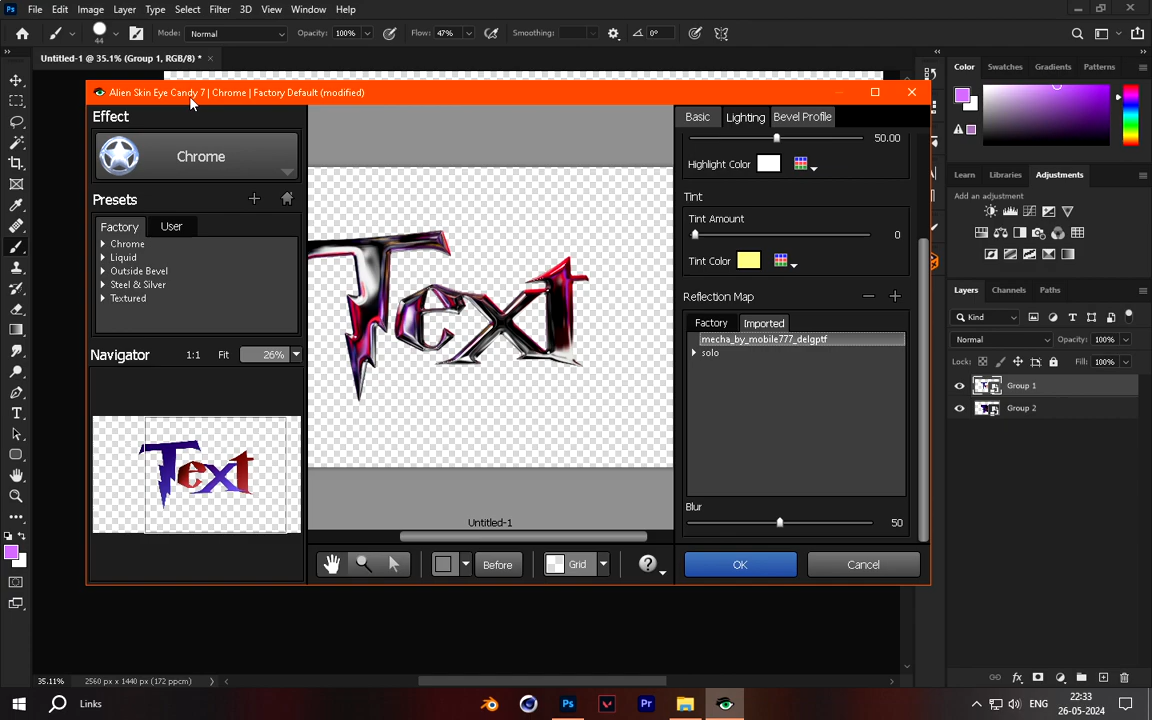 Ps File Edit Image Layer Type Select Filter 3D View Window Help
44 Mode: Normal Opacity: 100% Flow: 47% Smoothing: 0°
Untitled-1 @ 35.1% (Group 1, RGB/8) *
Alien Skin Eye Candy 7 | Chrome | Factory Default (modified)
Effect
Chrome
Presets
Factory User
Chrome
Liquid
Outside Bevel
Steel & Silver
Textured
Navigator 1:1 Fit 26%
Text
Text
Untitled-1
Before Grid
Basic Lighting Bevel Profile
50.00
Highlight Color
Tint
Tint Amount
0
Tint Color
Reflection Map
Factory Imported
mecha_by_mobile777_delgptf
solo
Blur
50
OK Cancel
Color Swatches Gradients Patterns
Learn Libraries Adjustments
Add an adjustment
Layers Channels Paths
Kind
Normal Opacity: 100%
Lock: Fill: 100%
Group 1
Group 2
fx
35.11% 2560 px x 1440 px (172 ppcm)
Links Ps Pr ENG 22:33
26-05-2024